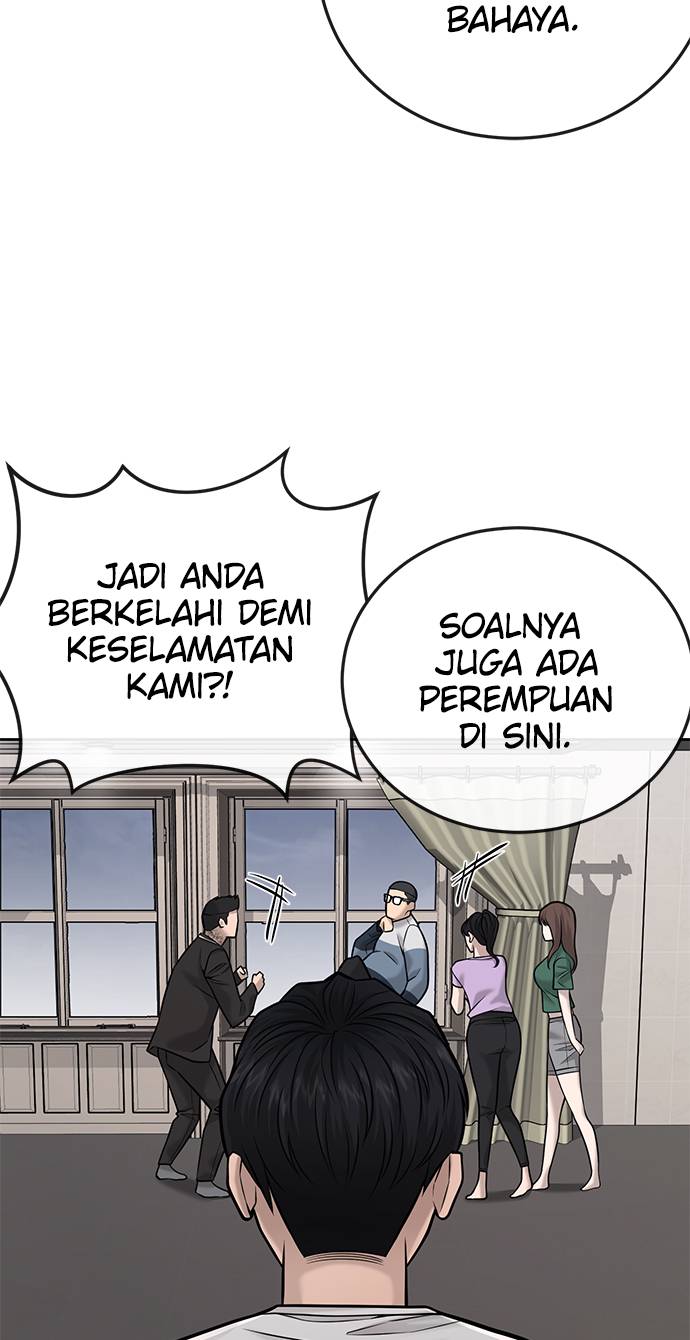 BAHAYA.
JADI ANDA
BERKELAHI DEMI
KESELAMATAN
KAMI?!
SOALNYA
JUGA ADA
PEREMPUAN
DI SINI.